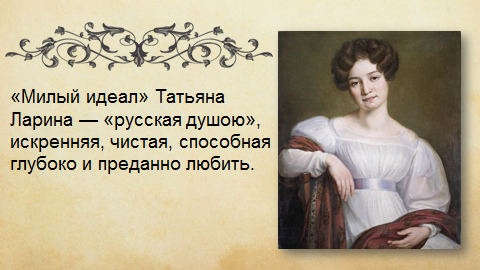 «Милый идеал» Татьяна
Ларина — «русская душою»,
искренняя, чистая, способная
глубоко и преданно любить.